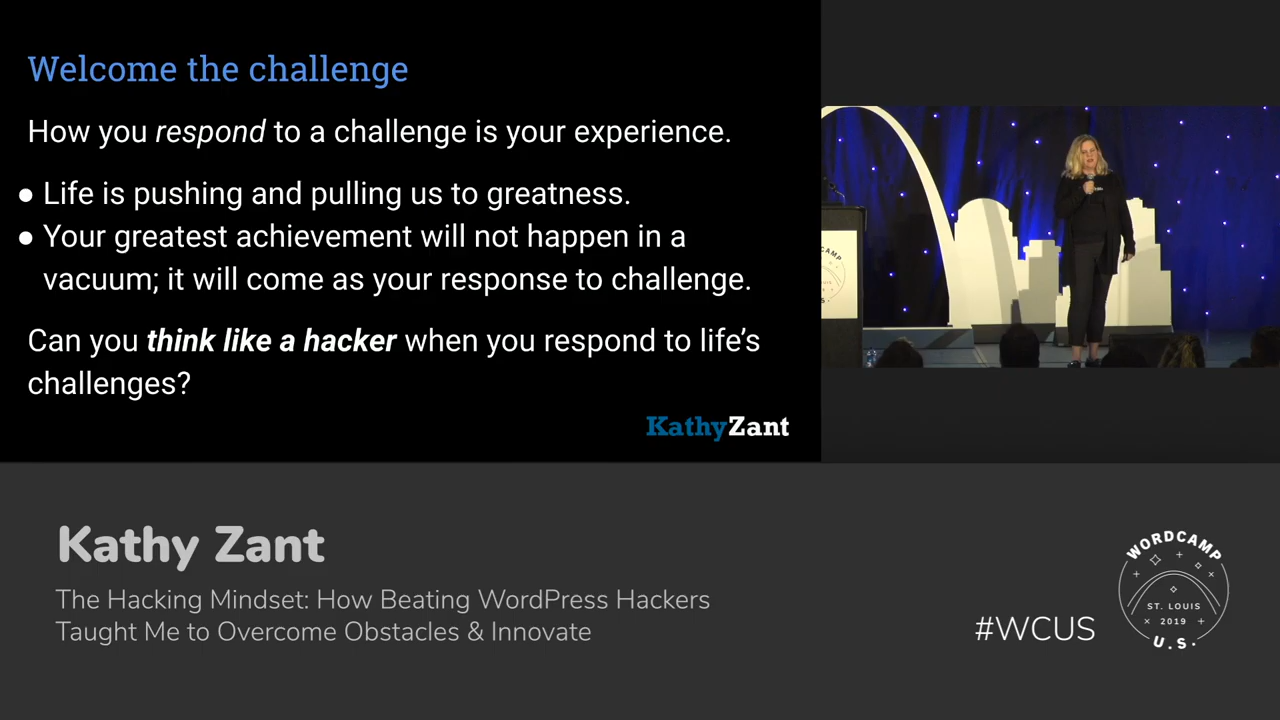 Welcome the challenge
How you respond to a challenge is your experience.
● Life is pushing and pulling us to greatness.
● Your greatest achievement will not happen in a
vacuum; it will come as your response to challenge.
Can you think like a hacker when you respond to life’s
challenges?
KathyZant
Kathy Zant
The Hacking Mindset: How Beating WordPress Hackers
Taught Me to Overcome Obstacles & Innovate
#WCUS
WORDCAMP
ST. LOUIS
2019
U.S.